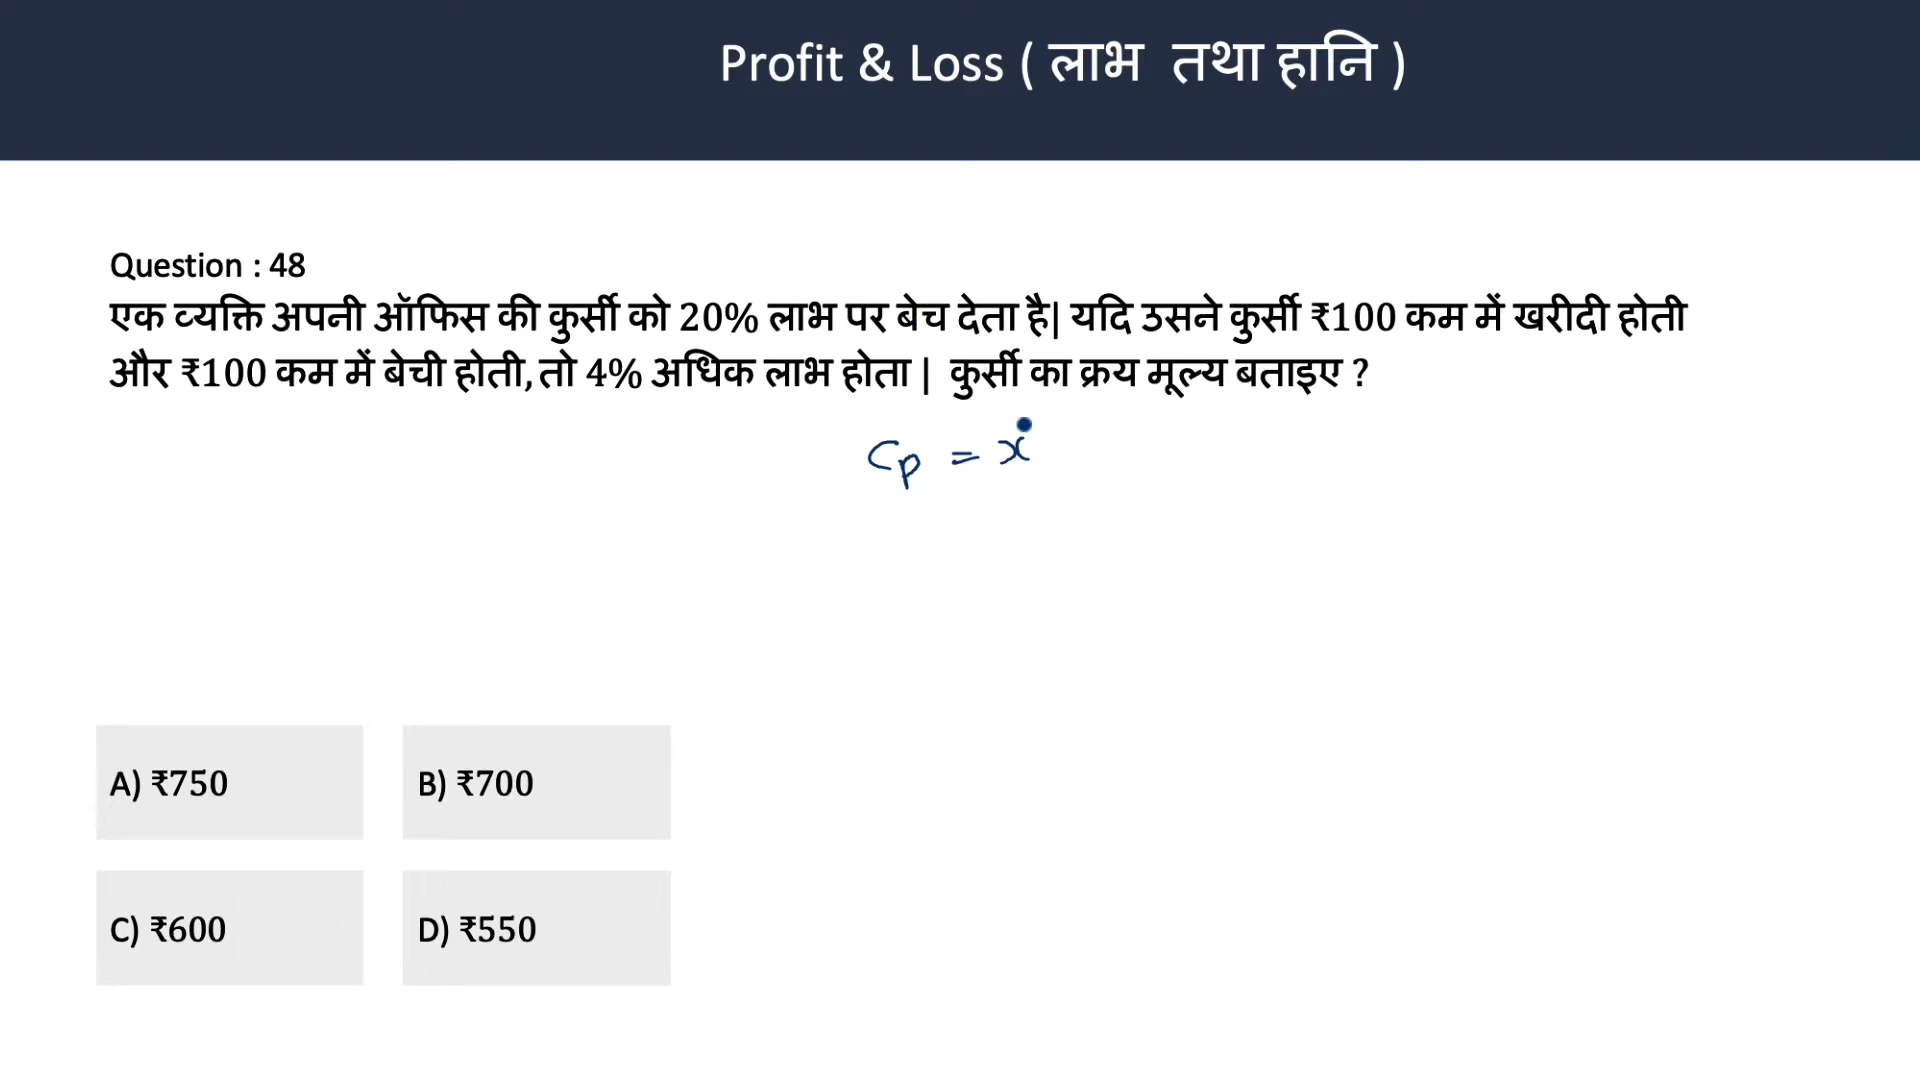 Profit & Loss ( लाभ तथा हानि )
Question : 48
एक व्यक्ति अपनी ऑफिस की कुर्सी को 20% लाभ पर बेच देता है| यदि उसने कुर्सी ₹100 कम में खरीदी होती
और ₹100 कम में बेची होती, तो 4% अधिक लाभ होता | कुर्सी का क्रय मूल्य बताइए ?
Cp = x
A) ₹750
B) ₹700
C) ₹600
D) ₹550